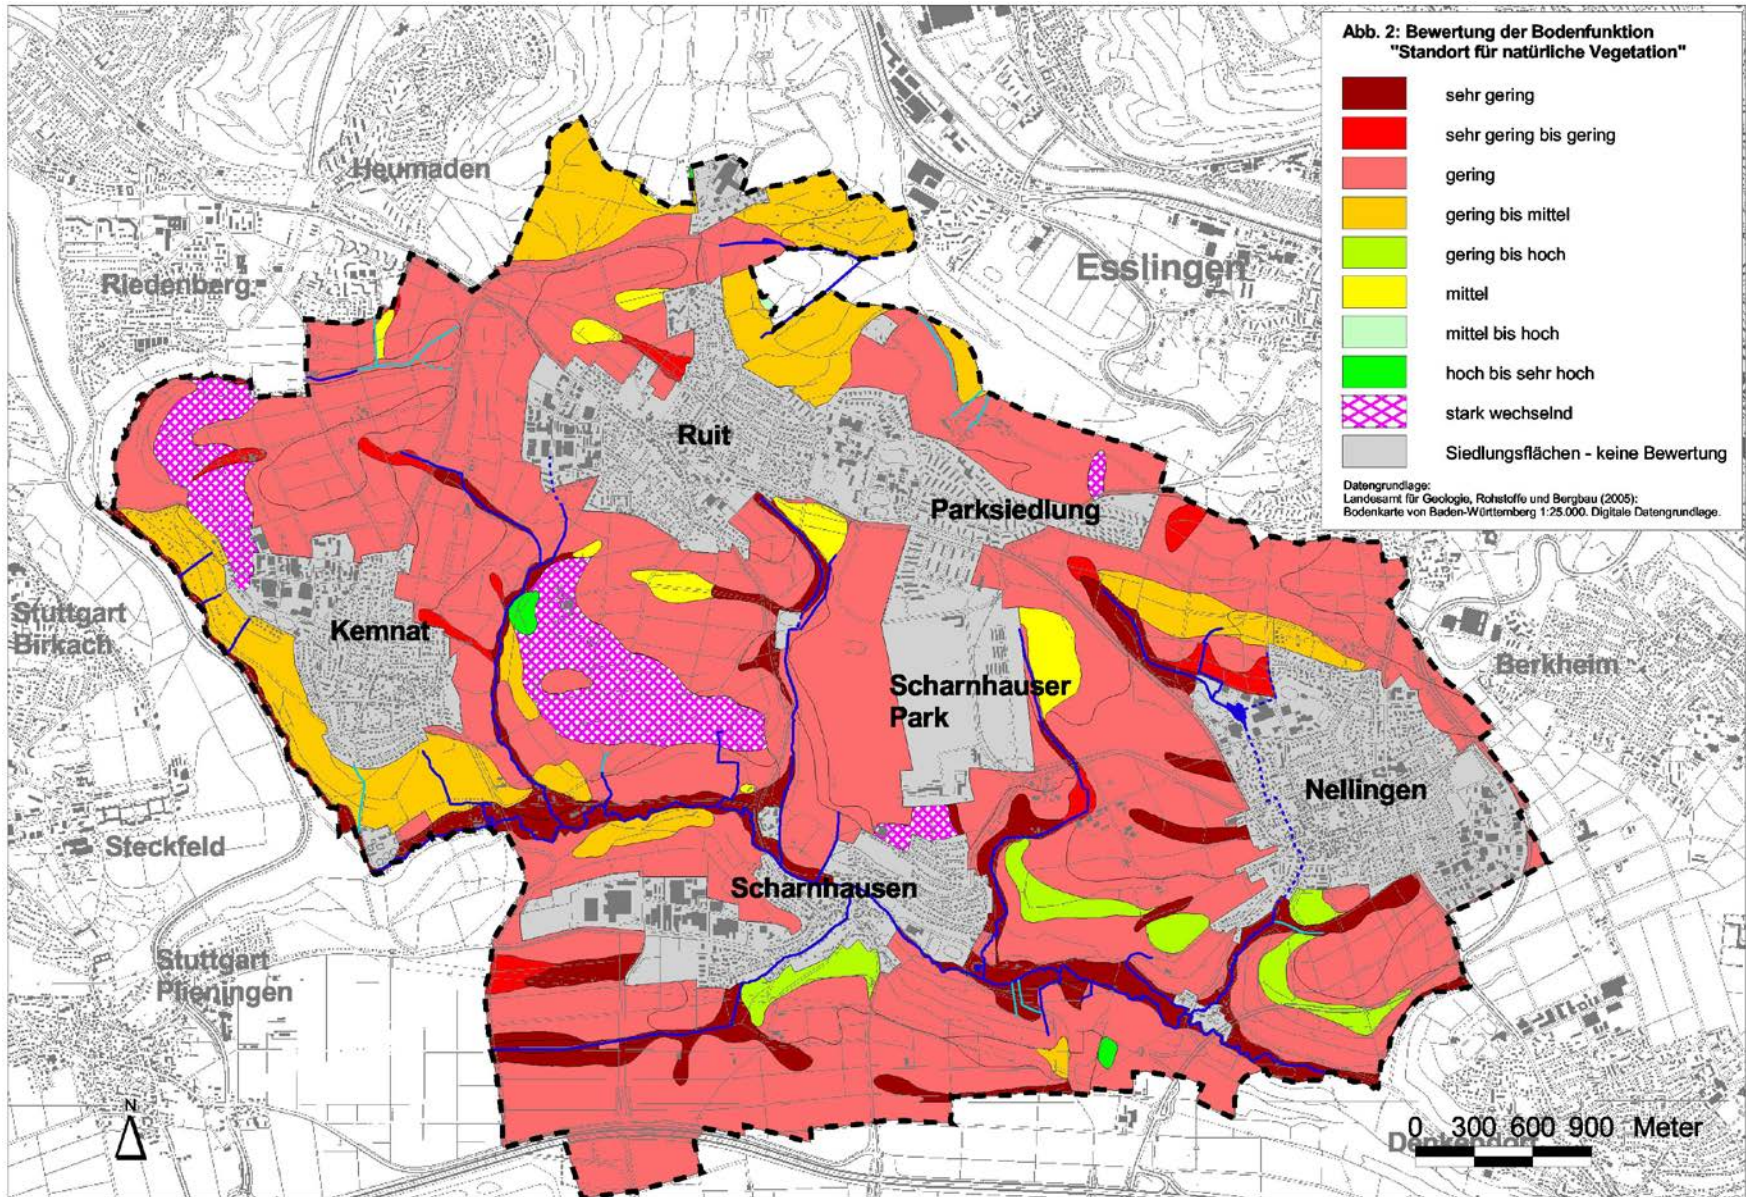 Abb. 2: Bewertung der Bodenfunktion
"Standort für natürliche Vegetation"
sehr gering
sehr gering bis gering
gering
gering bis mittel
gering bis hoch
mittel
mittel bis hoch
hoch bis sehr hoch
stark wechselnd
Siedlungsflächen - keine Bewertung
Datengrundlage:
Landesamt für Geologie, Rohstoffe und Bergbau (2005):
Bodenkarte von Baden-Württemberg 1:25.000. Digitale Datengrundlage.
Heumaden
Riedenberg
Esslingen
Ruit
Parksiedlung
Stuttgart
Birkach
Kemnat
Berkheim
Scharnhauser
Park
Nellingen
Steckfeld
Scharnhausen
Stuttgart
Plieningen
N
0 300 600 900 Meter
Denkendorf